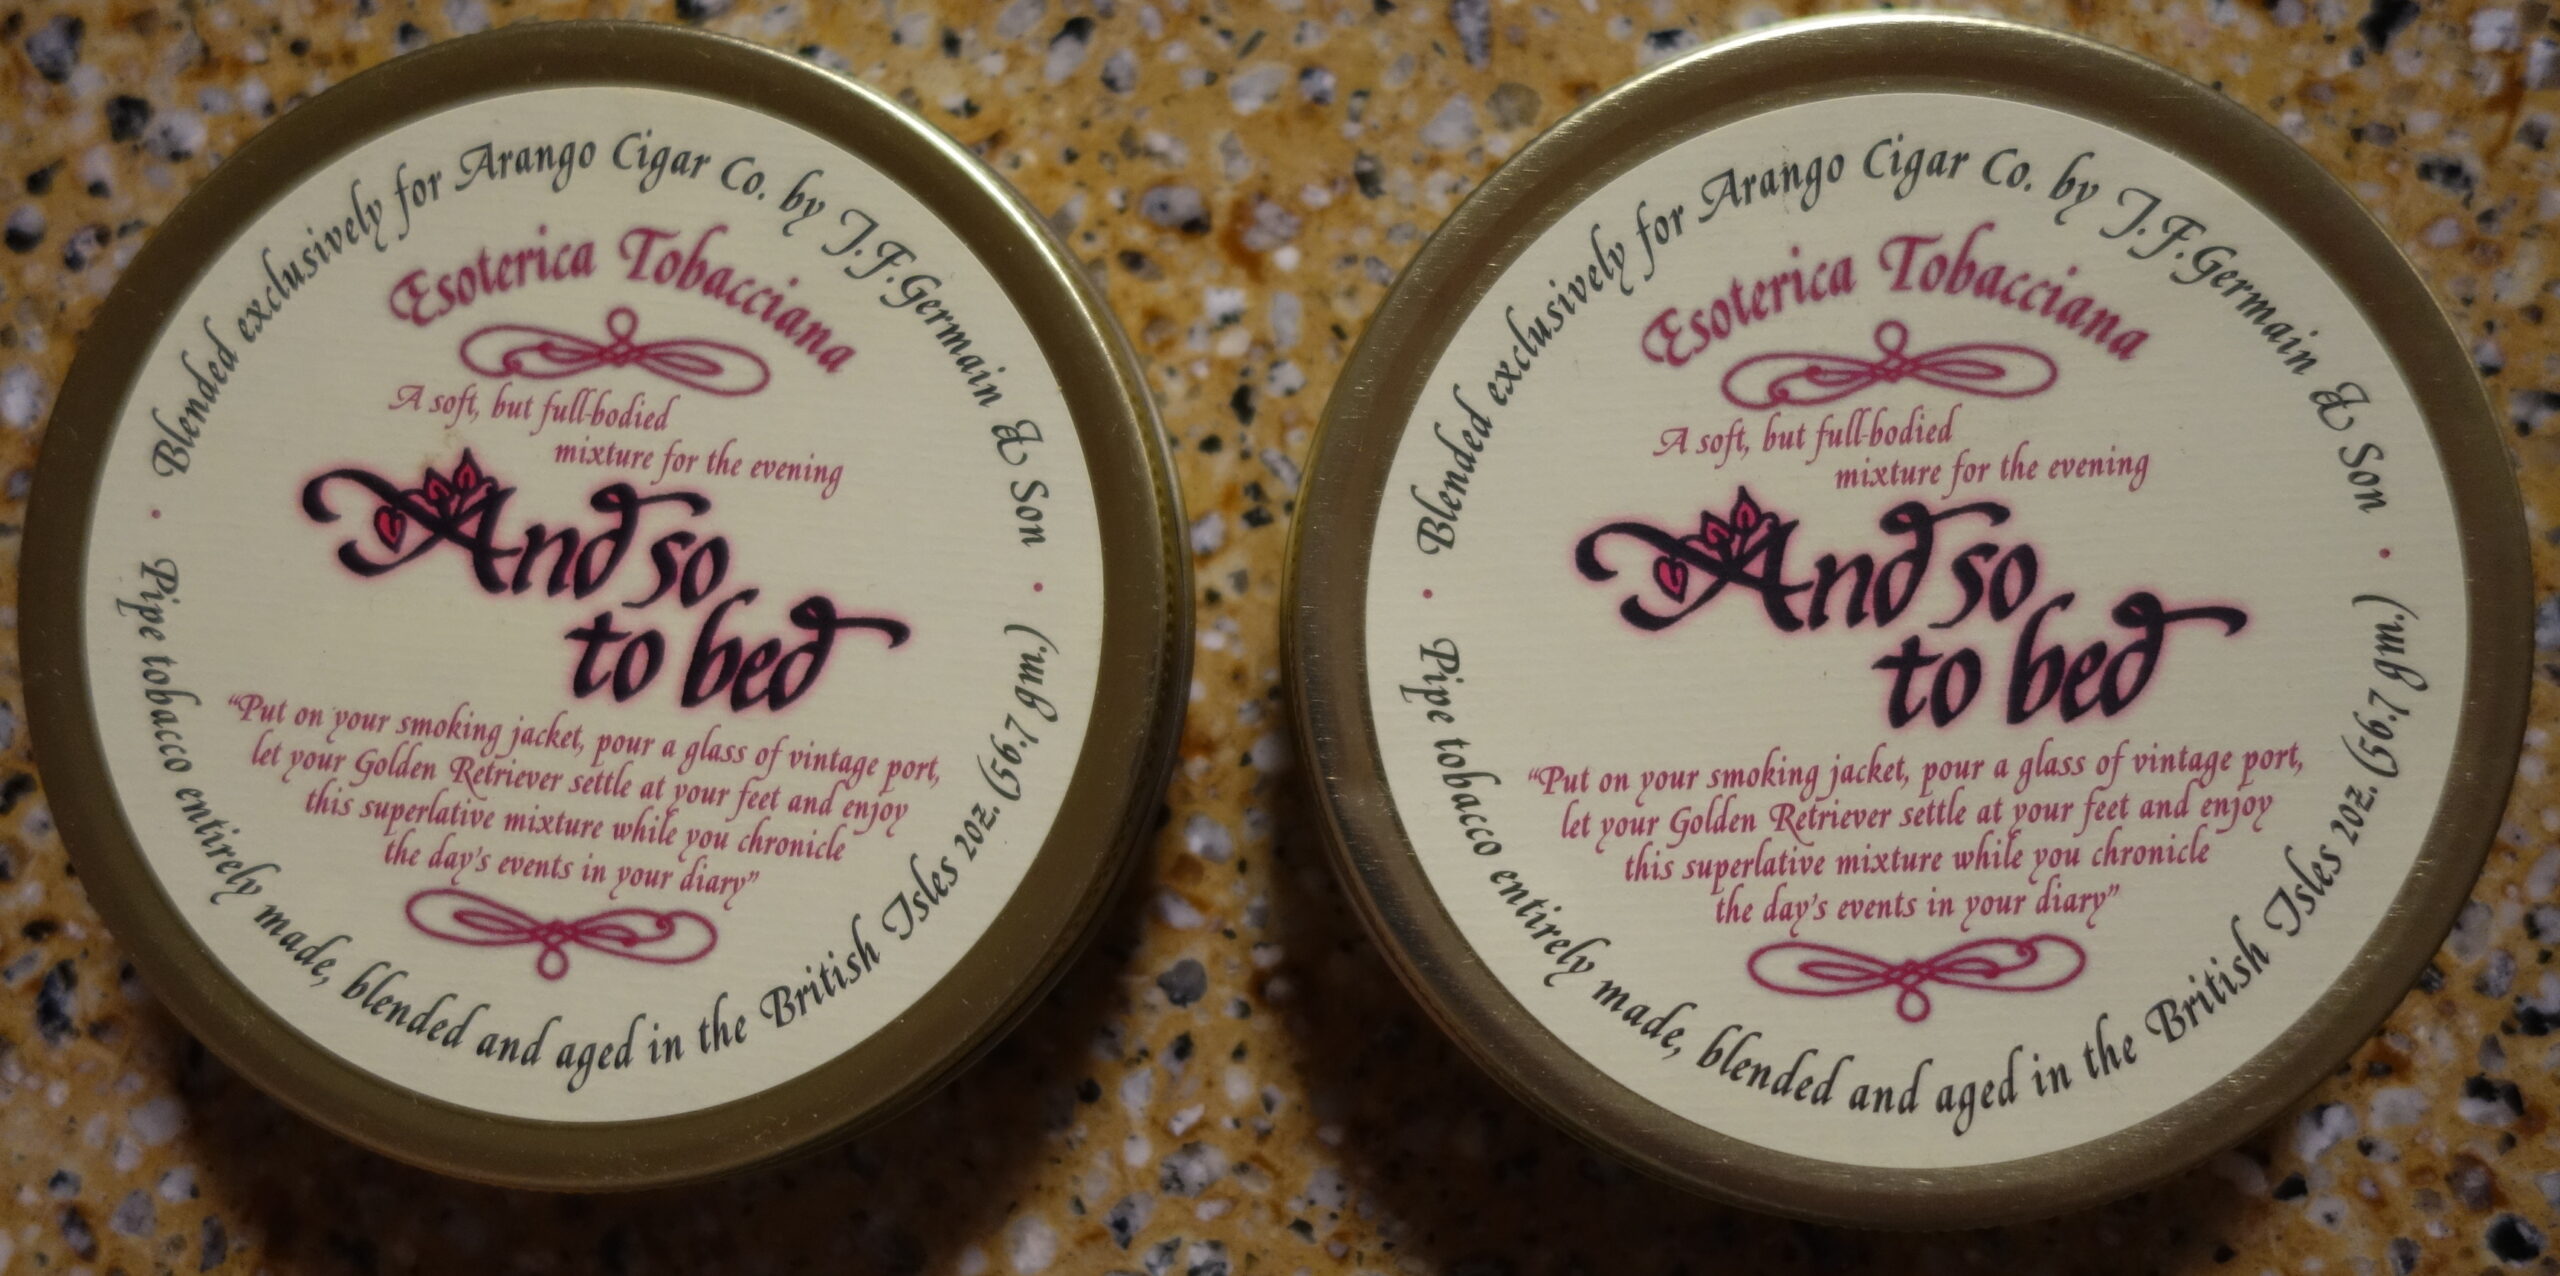 Blended exclusively for Arango Cigar Co. by J.F. Germain & Son
Esoterica Tobacciana
A soft, but full-bodied
mixture for the evening
And so
to bed
"Put on your smoking jacket, pour a glass of vintage port,
let your Golden Retriever settle at your feet and enjoy
this superlative mixture while you chronicle
the day's events in your diary"
Pipe tobacco entirely made, blended and aged in the British Isles 2oz. (56.7 gm.)
Blended exclusively for Arango Cigar Co. by J.F. Germain & Son
Esoterica Tobacciana
A soft, but full-bodied
mixture for the evening
And so
to bed
"Put on your smoking jacket, pour a glass of vintage port,
let your Golden Retriever settle at your feet and enjoy
this superlative mixture while you chronicle
the day's events in your diary"
Pipe tobacco entirely made, blended and aged in the British Isles 2oz. (56.7 gm.)